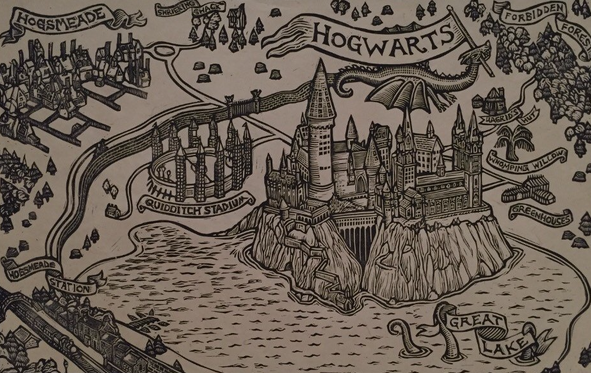 HOGSMEADE
SHRIEKING SHACK
HOGWARTS
FORBIDDEN
FOREST
HAGRID'S
HUT
WHOMPING WILLOW
GREENHOUSES
QUIDDITCH STADIUM
HOGSMEADE
STATION
GREAT
LAKE